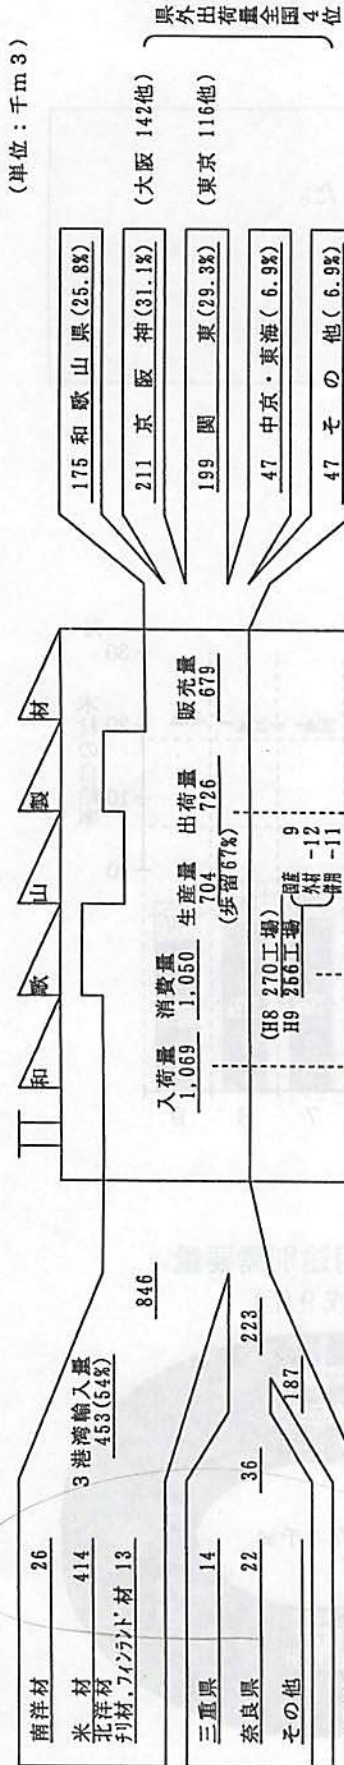 (単位：千m3)
南洋材 26
米材 414
北洋材
ﾁﾘ材,ﾌｨﾝﾗﾝﾄﾞ材 13
3港湾輸入量
453(54%)
846
三重県 14
奈良県 22
その他
36
223
187
和歌山製材
入荷量
1,069
消費量
1,050
生産量
704
出荷量
726
販売量
679
(歩留67%)
(H8 270工場)
H9 266工場
国産 9
外材 -12
併用 -11
175 和歌山県(25.8%)
211 京阪神(31.1%)
(大阪 142他)
199 関東(29.3%)
(東京 116他)
47 中京・東海( 6.9%)
47 その他( 6.9%)
県外出荷量全国4位